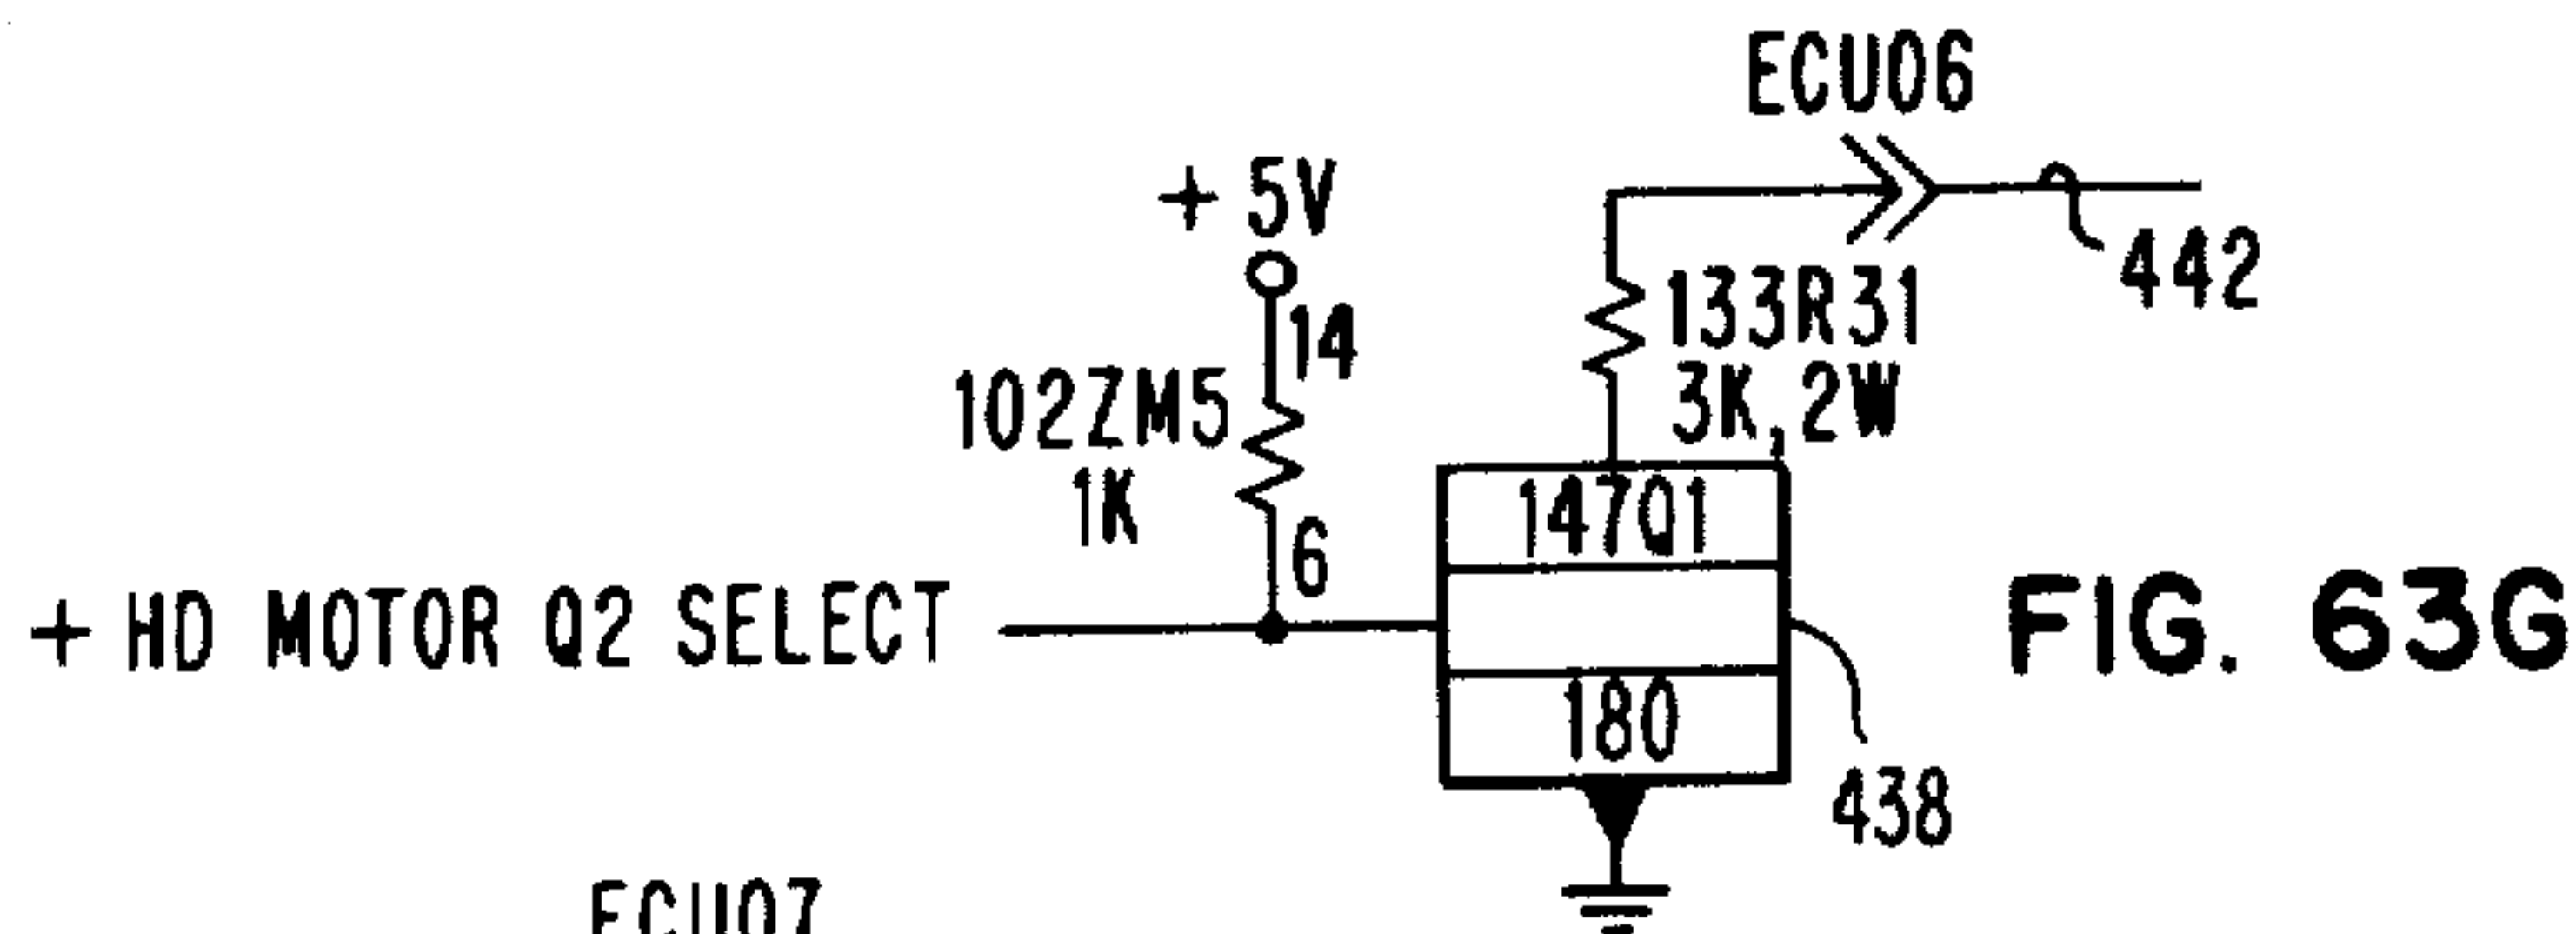 ECU06
+ 5V
442
14
133R31
3K, 2W
102ZM5
1K
6
147Q1
+ HD MOTOR Q2 SELECT
FIG. 63G
180
438
ECU07